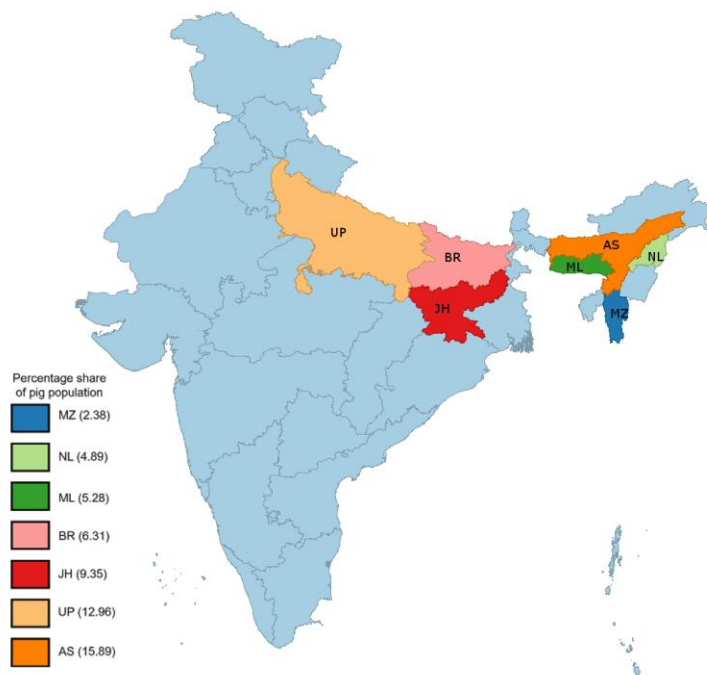 UP
BR
JH
AS
ML
NL
MZ
Percentage share
of pig population
MZ (2.38)
NL (4.89)
ML (5.28)
BR (6.31)
JH (9.35)
UP (12.96)
AS (15.89)